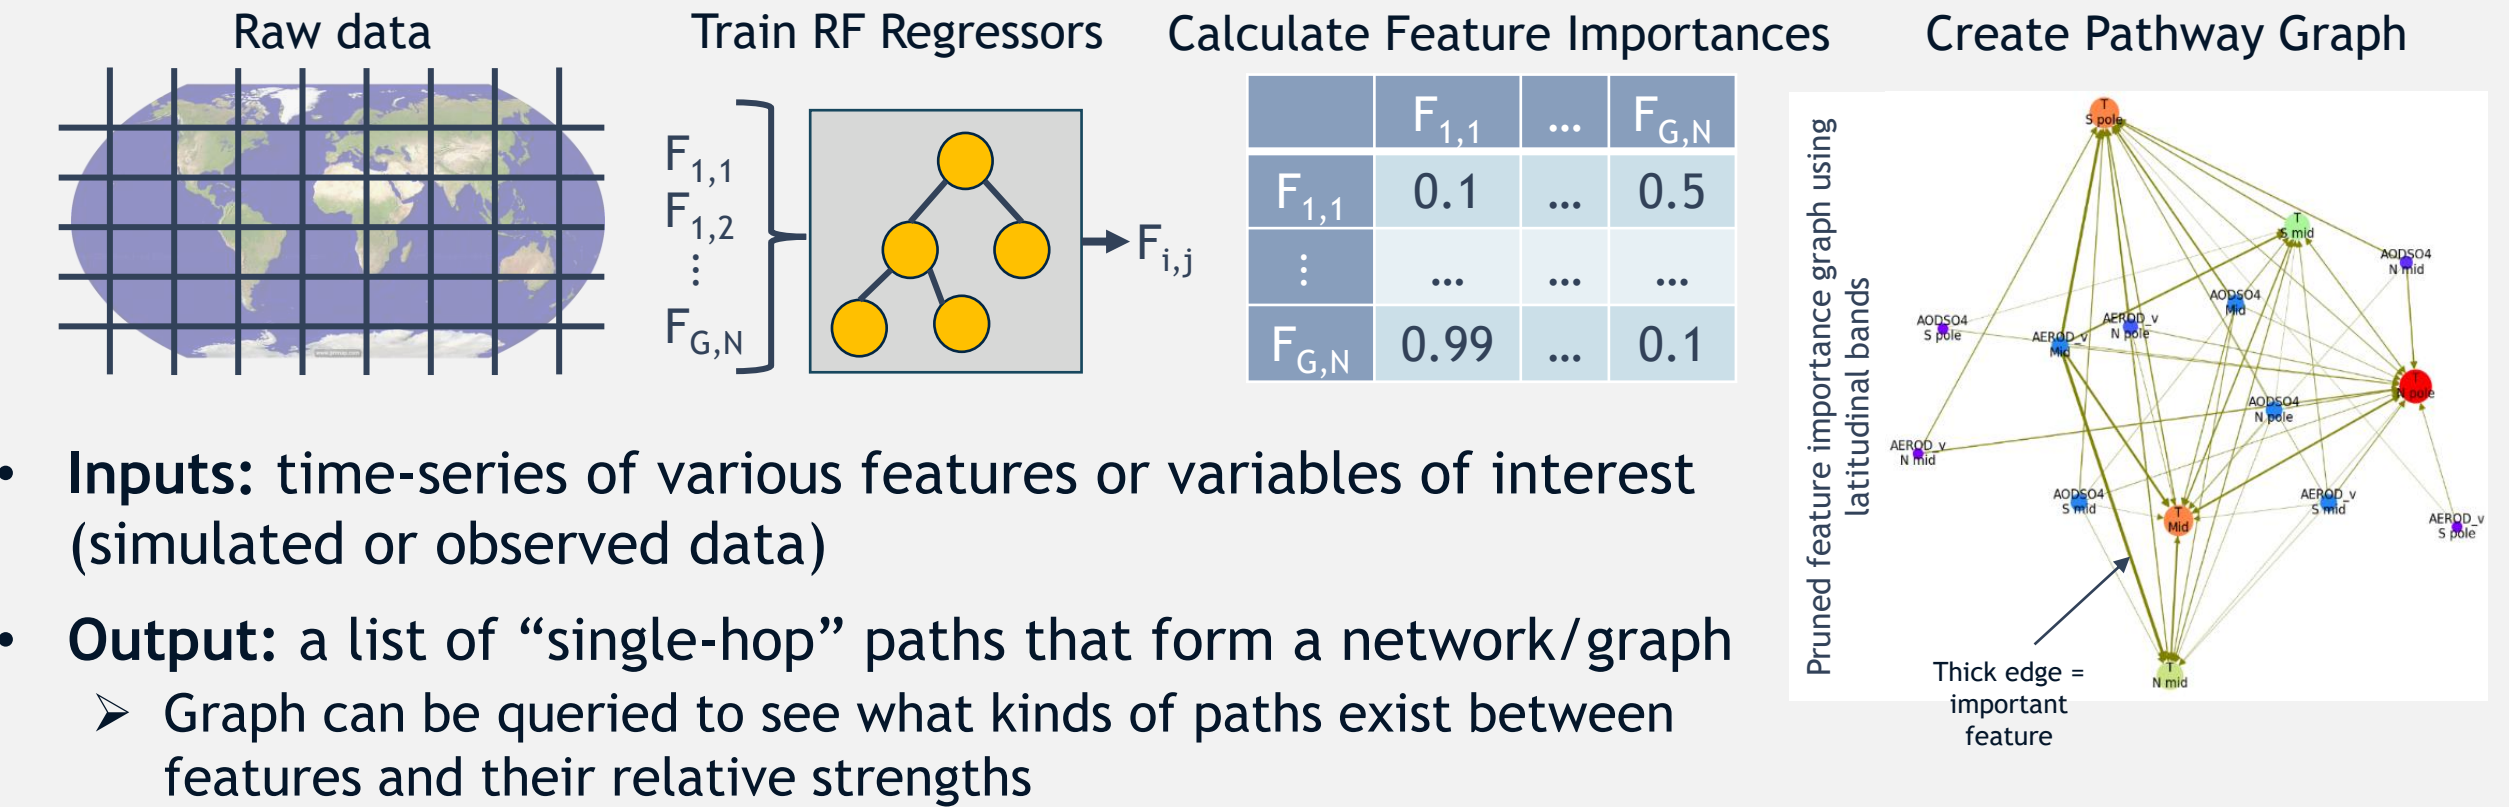 Raw data
Train RF Regressors
Calculate Feature Importances
Create Pathway Graph
F1,1
F1,2
⋮
FG,N
Fi,j
F1,1 … FG,N
F1,1 0.1 … 0.5
⋮ … … …
FG,N 0.99 … 0.1
Pruned feature importance graph using
latitudinal bands
T
S pole
T
S mid
AODSO4
N mid
AODSO4
Mid
AODSO4
S pole
AEROD_v
N pole
AEROD_v
Mid
T
N pole
AODSO4
N pole
AEROD_v
N mid
AODSO4
S mid
T
Mid
AEROD_v
S mid
AEROD_v
S pole
T
N mid
Thick edge =
important
feature
• Inputs: time-series of various features or variables of interest
(simulated or observed data)
• Output: a list of “single-hop” paths that form a network/graph
➢ Graph can be queried to see what kinds of paths exist between
features and their relative strengths